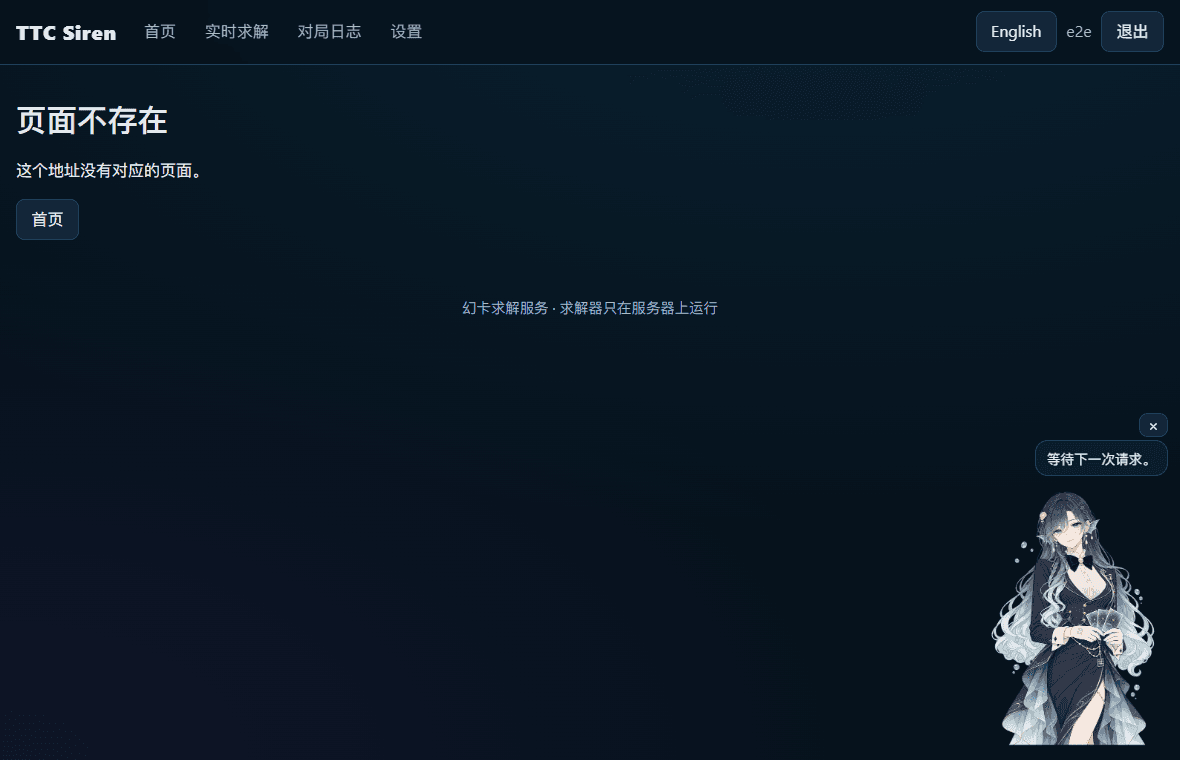 TTC Siren 首页 实时求解 对局日志 设置 English e2e 退出
页面不存在
这个地址没有对应的页面。
首页
幻卡求解服务 · 求解器只在服务器上运行
×
等待下一次请求。